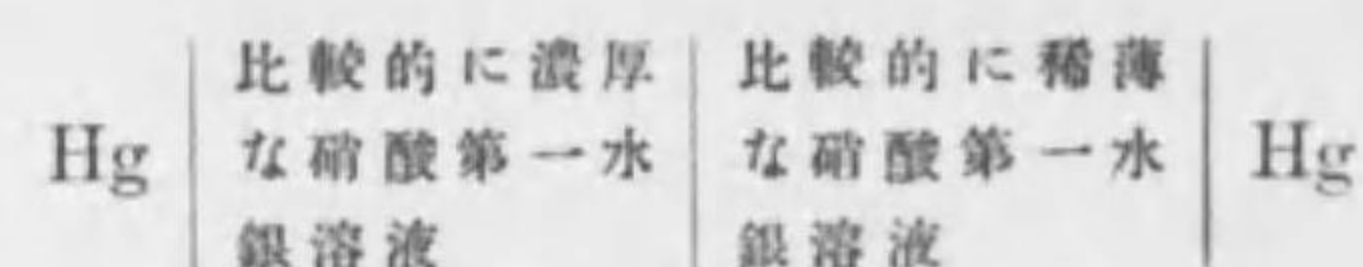 Hg | 比較的に濃厚 | 比較的に稀薄 | Hg
な硝酸第一水 | な硝酸第一水
銀溶液 | 銀溶液